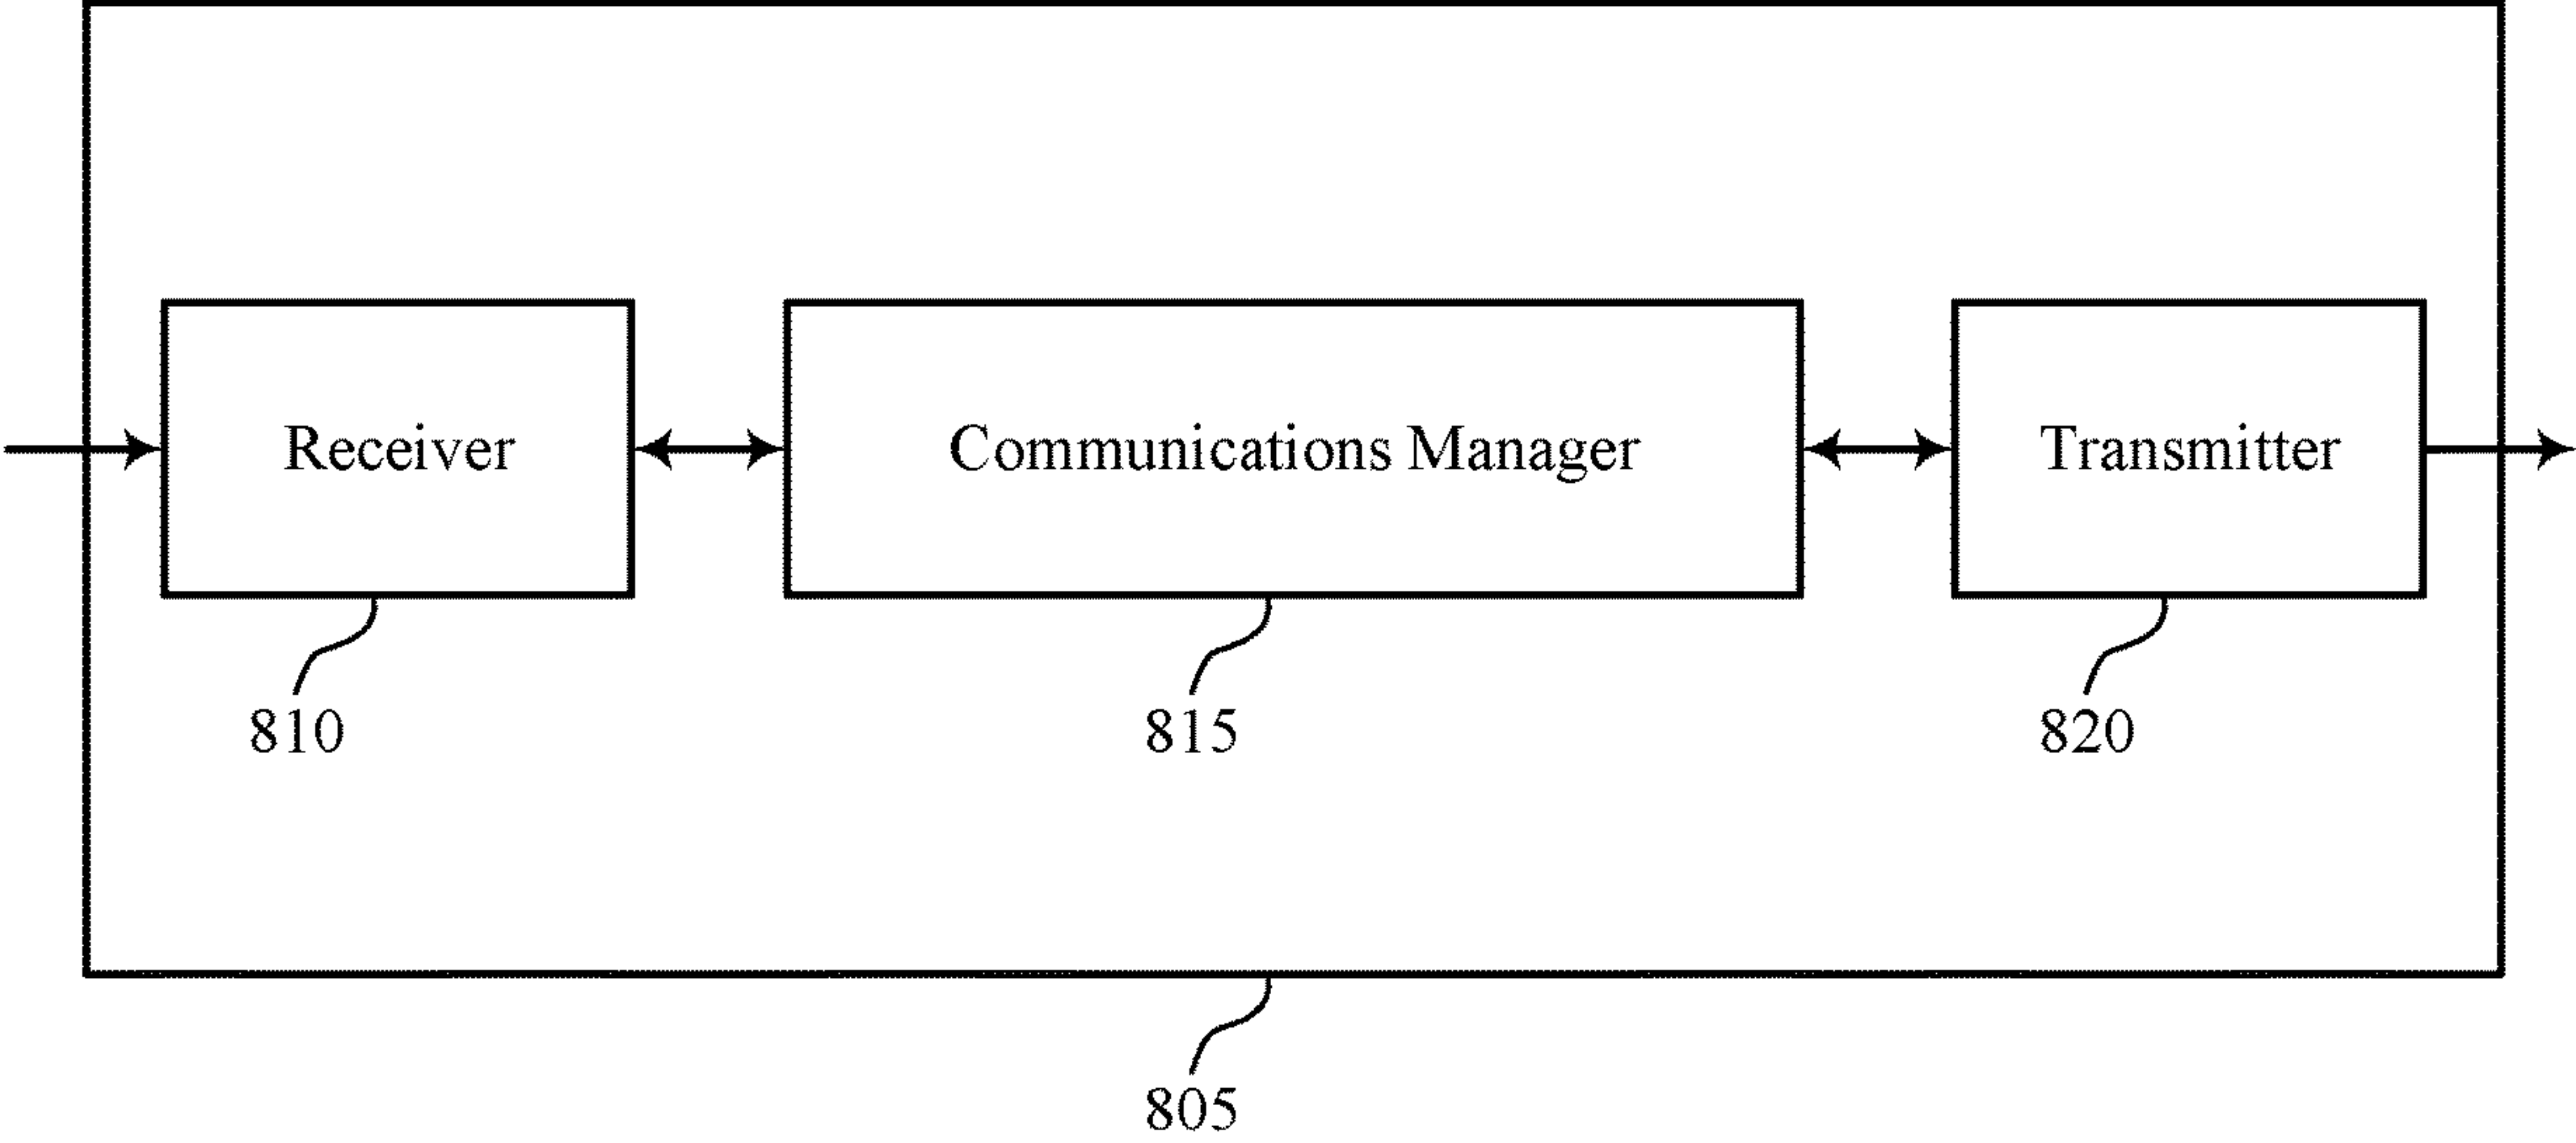 Receiver
Communications Manager
Transmitter
810
815
820
805